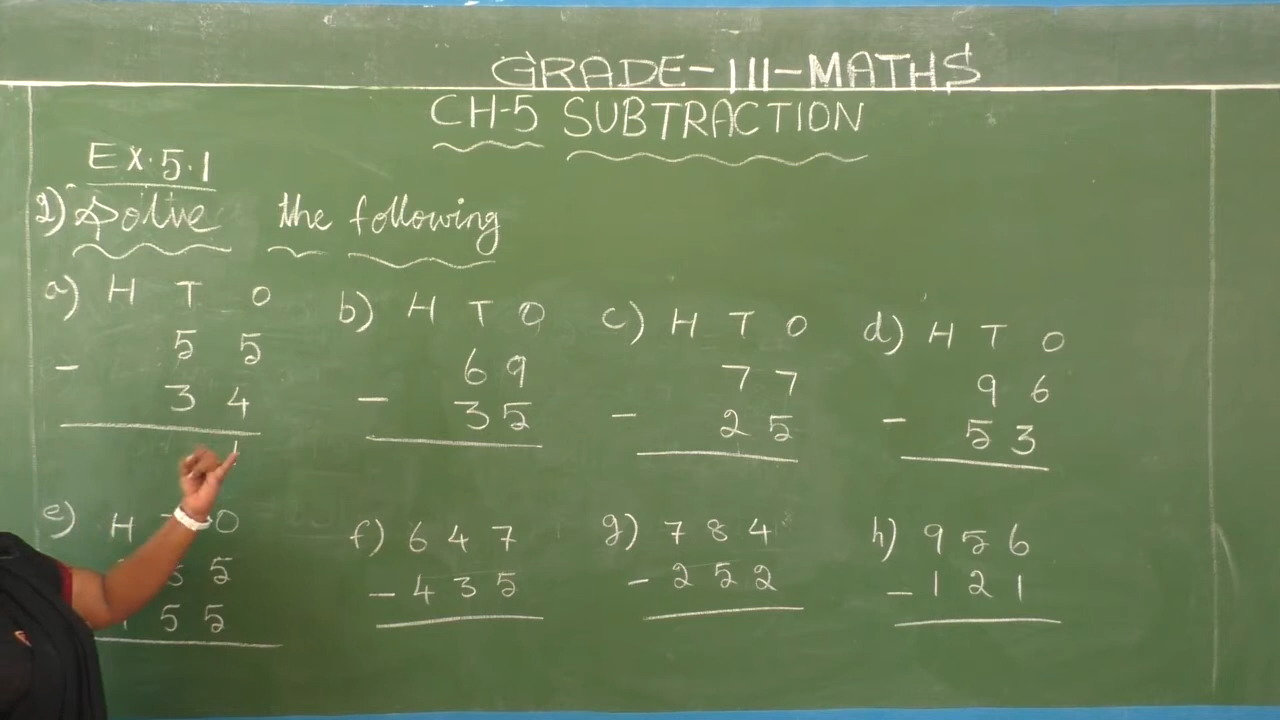 GRADE-III-MATHS
CH-5 SUBTRACTION
EX.5.1
2) Solve the following
a) H T O
5 5
- 3 4
1
b) H T O
6 9
- 3 5
c) H T O
7 7
- 2 5
d) H T O
9 6
- 5 3
e) H O
5 5
5 5
f) 6 4 7
- 4 3 5
g) 7 8 4
- 2 5 2
h) 9 5 6
- 1 2 1